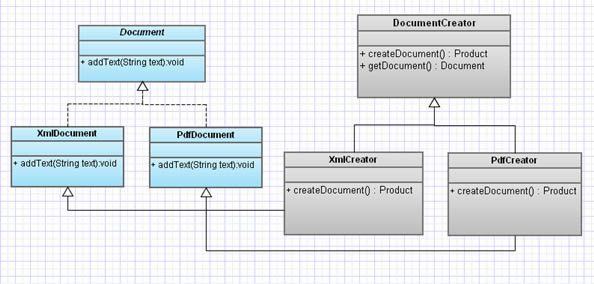 Document
+ addText(String text):void
DocumentCreator
+ createDocument() : Product
+ getDocument() : Document
XmlDocument
+ addText(String text):void
PdfDocument
+ addText(String text):void
XmlCreator
+ createDocument() : Product
PdfCreator
+ createDocument() : Product